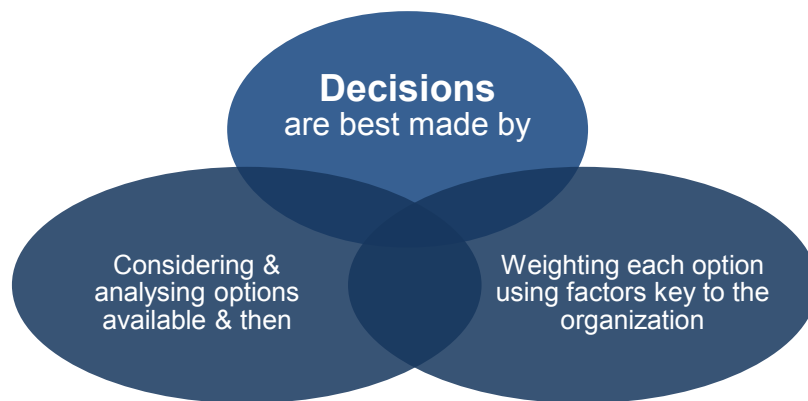 Decisions
are best made by
Considering &
analysing options
available & then
Weighting each option
using factors key to the
organization